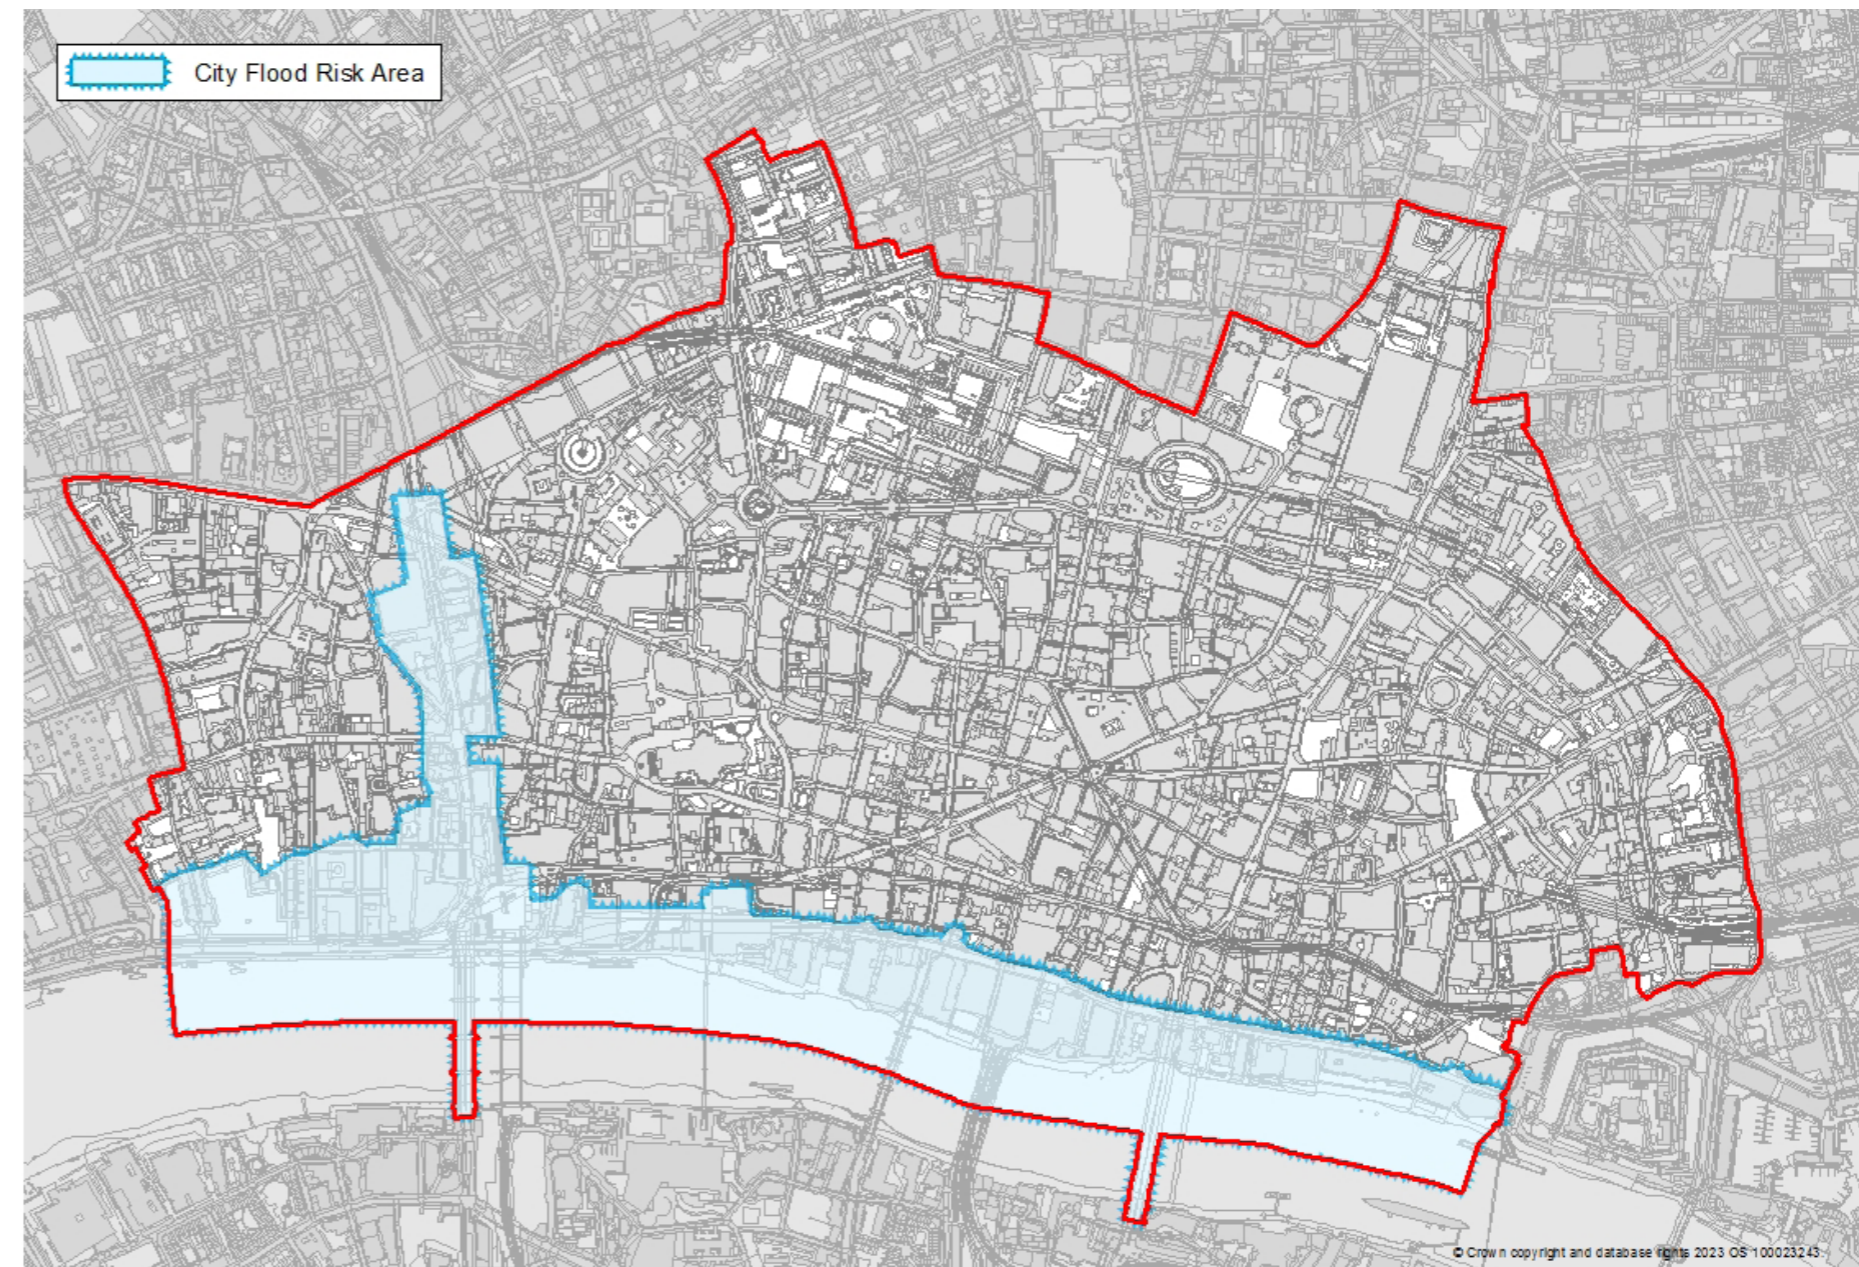 City Flood Risk Area
© Crown copyright and database rights 2023 OS 100023243.